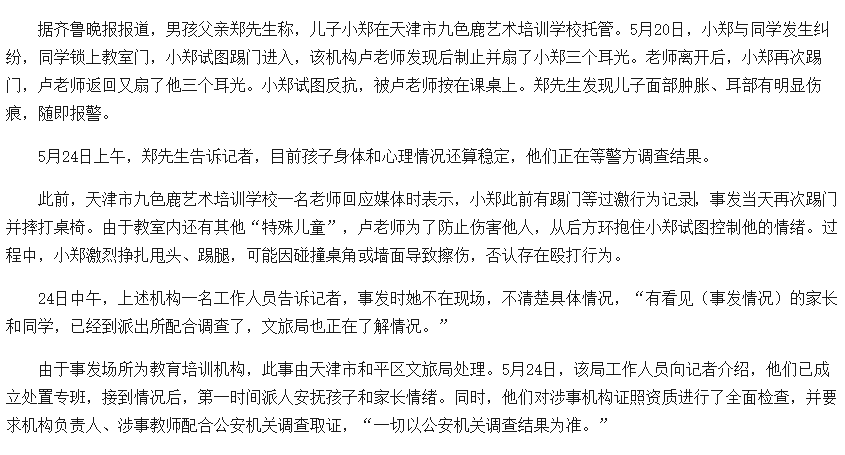 据齐鲁晚报报道，男孩父亲郑先生称，儿子小郑在天津市九色鹿艺术培训学校托管。5月20日，小郑与同学发生纠
纷，同学锁上教室门，小郑试图踢门进入，该机构卢老师发现后制止并扇了小郑三个耳光。老师离开后，小郑再次踢
门，卢老师返回又扇了他三个耳光。小郑试图反抗，被卢老师按在课桌上。郑先生发现儿子面部肿胀、耳部有明显伤
痕，随即报警。
5月24日上午，郑先生告诉记者，目前孩子身体和心理情况还算稳定，他们正在等警方调查结果。
此前，天津市九色鹿艺术培训学校一名老师回应媒体时表示，小郑此前有踢门等过激行为记录，事发当天再次踢门
并摔打桌椅。由于教室内还有其他“特殊儿童”，卢老师为了防止伤害他人，从后方环抱住小郑试图控制他的情绪。过
程中，小郑激烈挣扎甩头、踢腿，可能因碰撞桌角或墙面导致擦伤，否认存在殴打行为。
24日中午，上述机构一名工作人员告诉记者，事发时她不在现场，不清楚具体情况，“有看见（事发情况）的家长
和同学，已经到派出所配合调查了，文旅局也正在了解情况。”
由于事发场所为教育培训机构，此事由天津市和平区文旅局处理。5月24日，该局工作人员向记者介绍，他们已成
立处置专班，接到情况后，第一时间派人安抚孩子和家长情绪。同时，他们对涉事机构证照资质进行了全面检查，并要
求机构负责人、涉事教师配合公安机关调查取证，“一切以公安机关调查结果为准。”